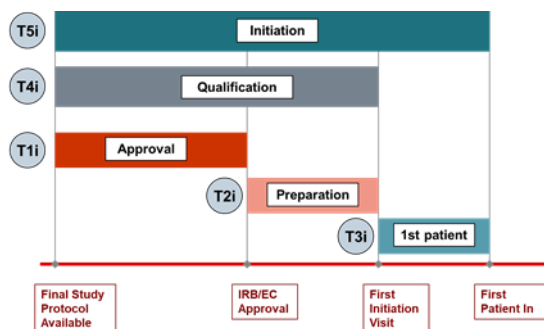 T5i
Initiation
T4i
Qualification
T1i
Approval
T2i
Preparation
T3i
1st patient
Final Study
Protocol
Available
IRB/EC
Approval
First
Initiation
Visit
First
Patient In